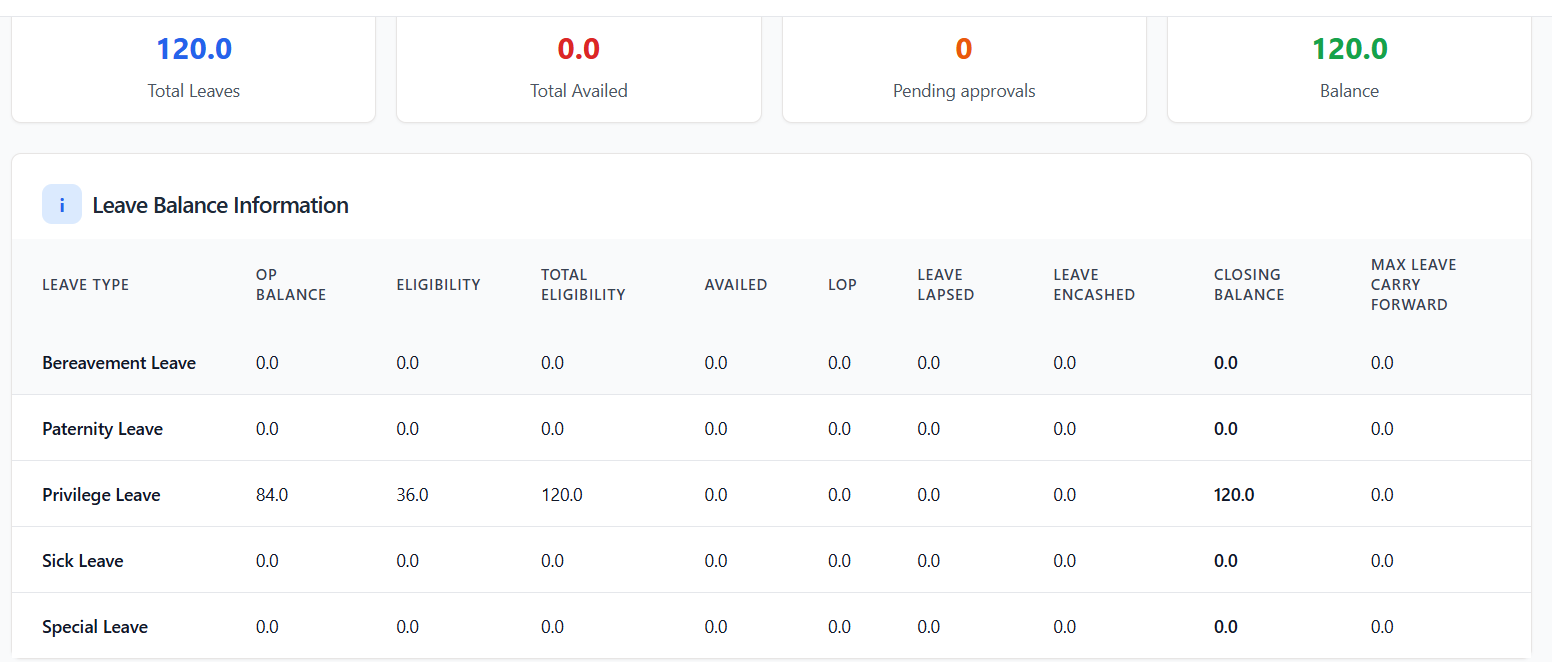 120.0 0.0 0 120.0
Total Leaves Total Availed Pending approvals Balance
i Leave Balance Information
LEAVE TYPE OP BALANCE ELIGIBILITY TOTAL ELIGIBILITY AVAILED LOP LEAVE LAPSED LEAVE ENCASHED CLOSING BALANCE MAX LEAVE CARRY FORWARD
Bereavement Leave 0.0 0.0 0.0 0.0 0.0 0.0 0.0 0.0 0.0
Paternity Leave 0.0 0.0 0.0 0.0 0.0 0.0 0.0 0.0 0.0
Privilege Leave 84.0 36.0 120.0 0.0 0.0 0.0 0.0 120.0 0.0
Sick Leave 0.0 0.0 0.0 0.0 0.0 0.0 0.0 0.0 0.0
Special Leave 0.0 0.0 0.0 0.0 0.0 0.0 0.0 0.0 0.0